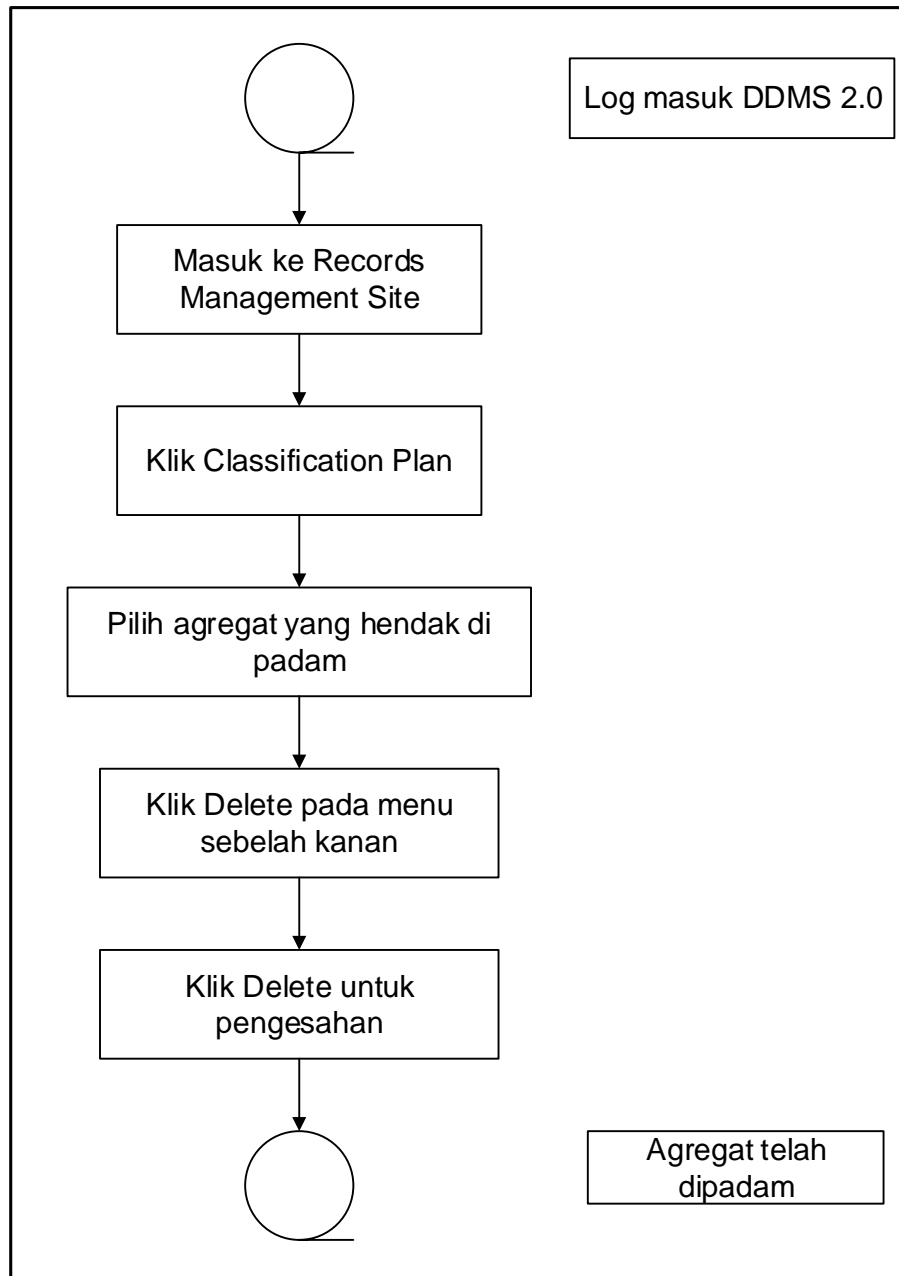 Log masuk DDMS 2.0
Masuk ke Records
Management Site
Klik Classification Plan
Pilih agregat yang hendak di
padam
Klik Delete pada menu
sebelah kanan
Klik Delete untuk
pengesahan
Agregat telah
dipadam